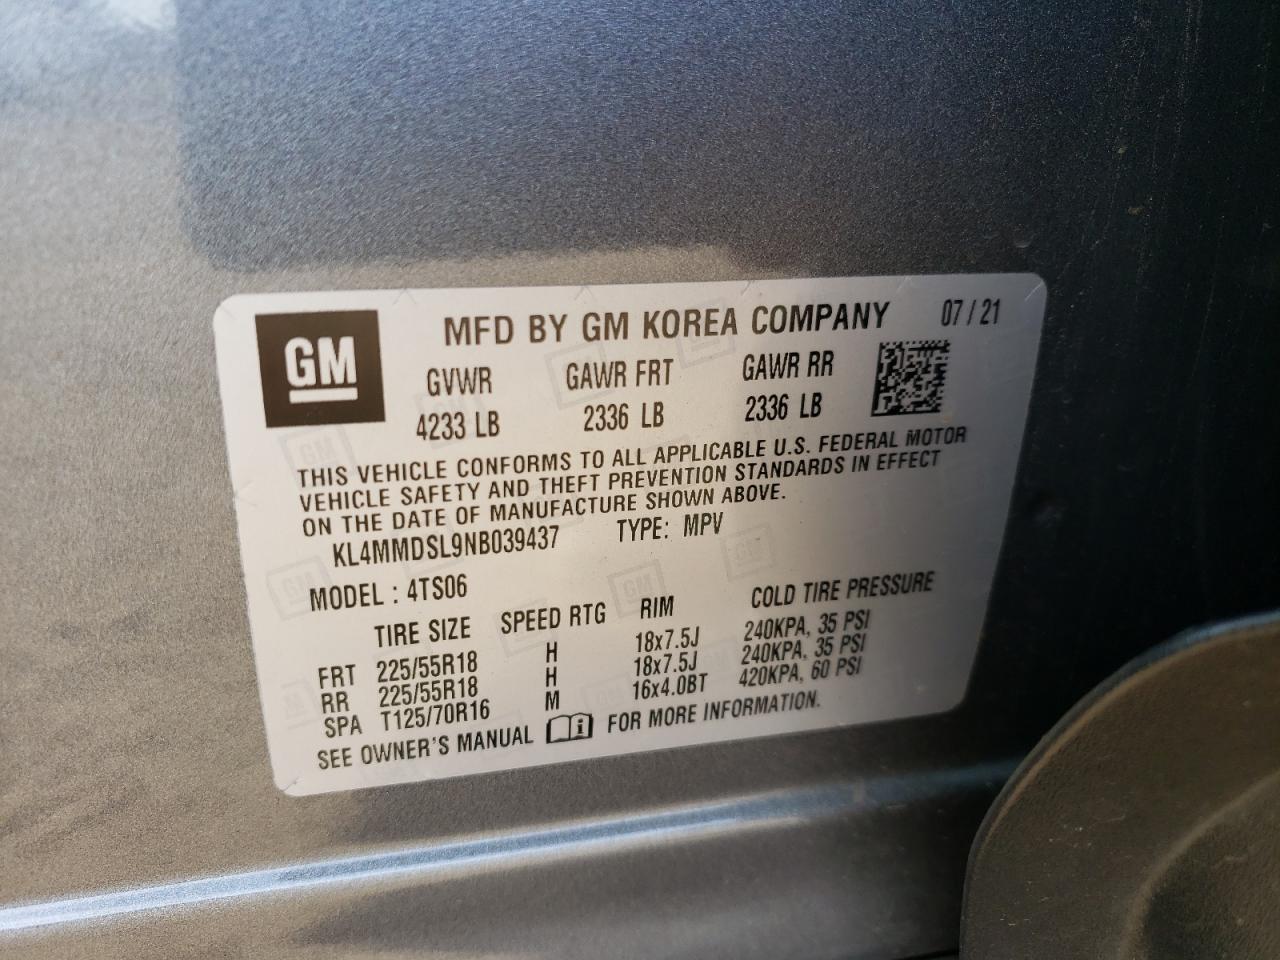 GM
MFD BY GM KOREA COMPANY 07 / 21
GVWR GAWR FRT GAWR RR
4233 LB 2336 LB 2336 LB
THIS VEHICLE CONFORMS TO ALL APPLICABLE U.S. FEDERAL MOTOR
VEHICLE SAFETY AND THEFT PREVENTION STANDARDS IN EFFECT
ON THE DATE OF MANUFACTURE SHOWN ABOVE.
KL4MMDSL9NB039437 TYPE: MPV
MODEL : 4TS06
TIRE SIZE SPEED RTG RIM COLD TIRE PRESSURE
FRT 225/55R18 H 18x7.5J 240KPA, 35 PSI
RR 225/55R18 H 18x7.5J 240KPA, 35 PSI
SPA T125/70R16 M 16x4.0BT 420KPA, 60 PSI
SEE OWNER'S MANUAL FOR MORE INFORMATION.